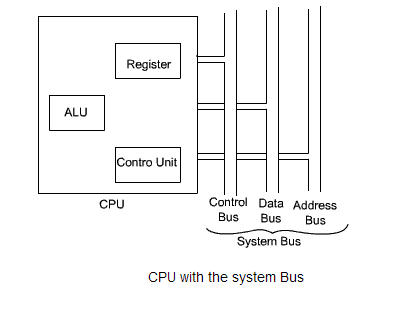 Register
ALU
Contro Unit
CPU
Control
Bus
Data
Bus
Address
Bus
System Bus
CPU with the system Bus